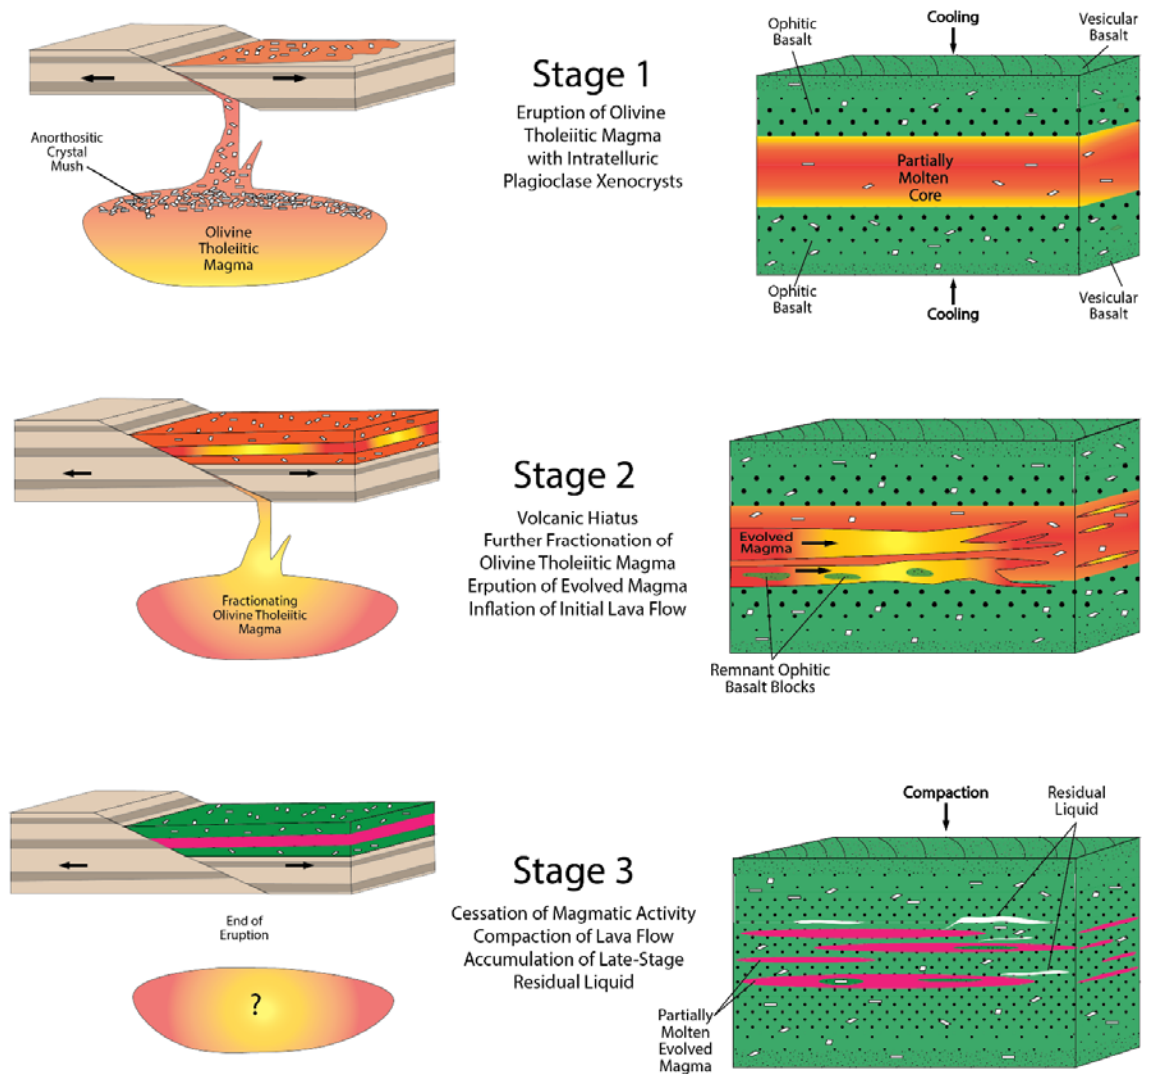 Stage 1
Eruption of Olivine
Tholeiitic Magma
with Intratelluric
Plagioclase Xenocrysts
Anorthositic
Crystal
Mush
Olivine
Tholeiitic
Magma
Ophitic
Basalt
Cooling
Vesicular
Basalt
Partially
Molten
Core
Ophitic
Basalt
Cooling
Vesicular
Basalt
Stage 2
Volcanic Hiatus
Further Fractionation of
Olivine Tholeiitic Magma
Erpution of Evolved Magma
Inflation of Initial Lava Flow
Fractionating
Olivine Tholeiitic
Magma
Evolved
Magma
Remnant Ophitic
Basalt Blocks
Stage 3
Cessation of Magmatic Activity
Compaction of Lava Flow
Accumulation of Late-Stage
Residual Liquid
End of
Eruption
?
Compaction
Residual
Liquid
Partially
Molten
Evolved
Magma